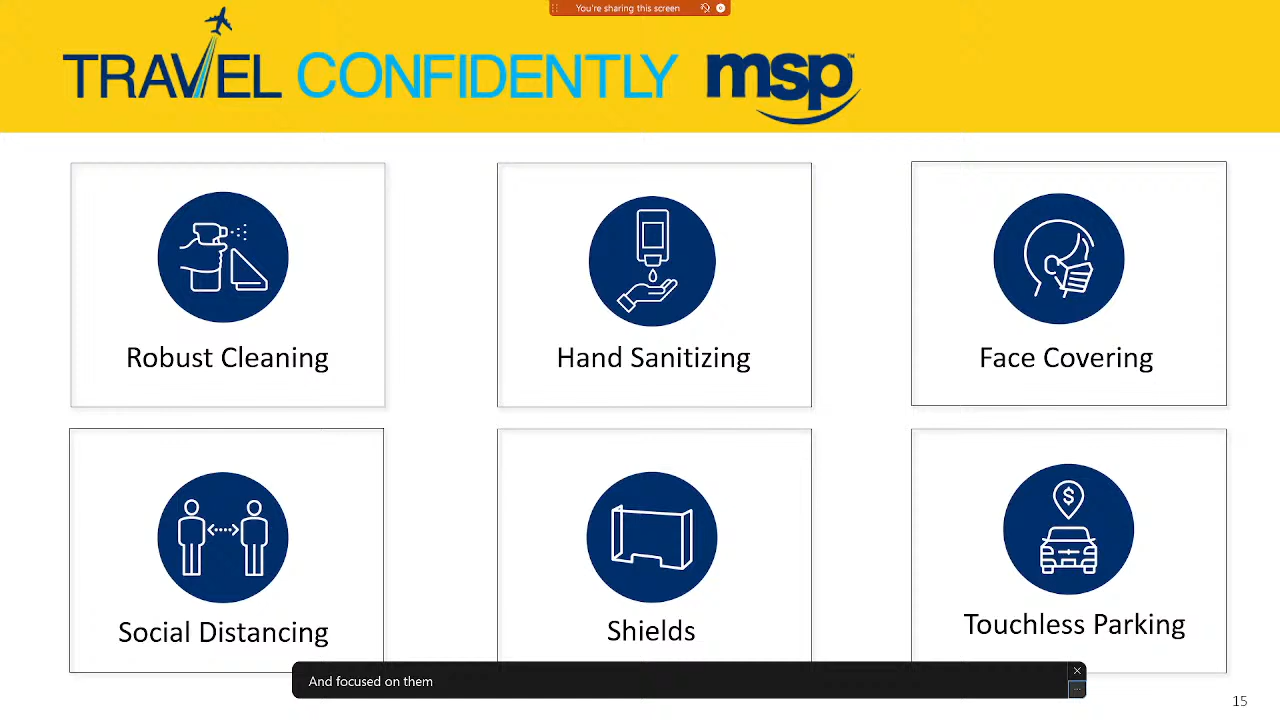 You're sharing this screen
TRAVEL CONFIDENTLY msp™
Robust Cleaning
Hand Sanitizing
Face Covering
$
Social Distancing
Shields
Touchless Parking
And focused on them
15